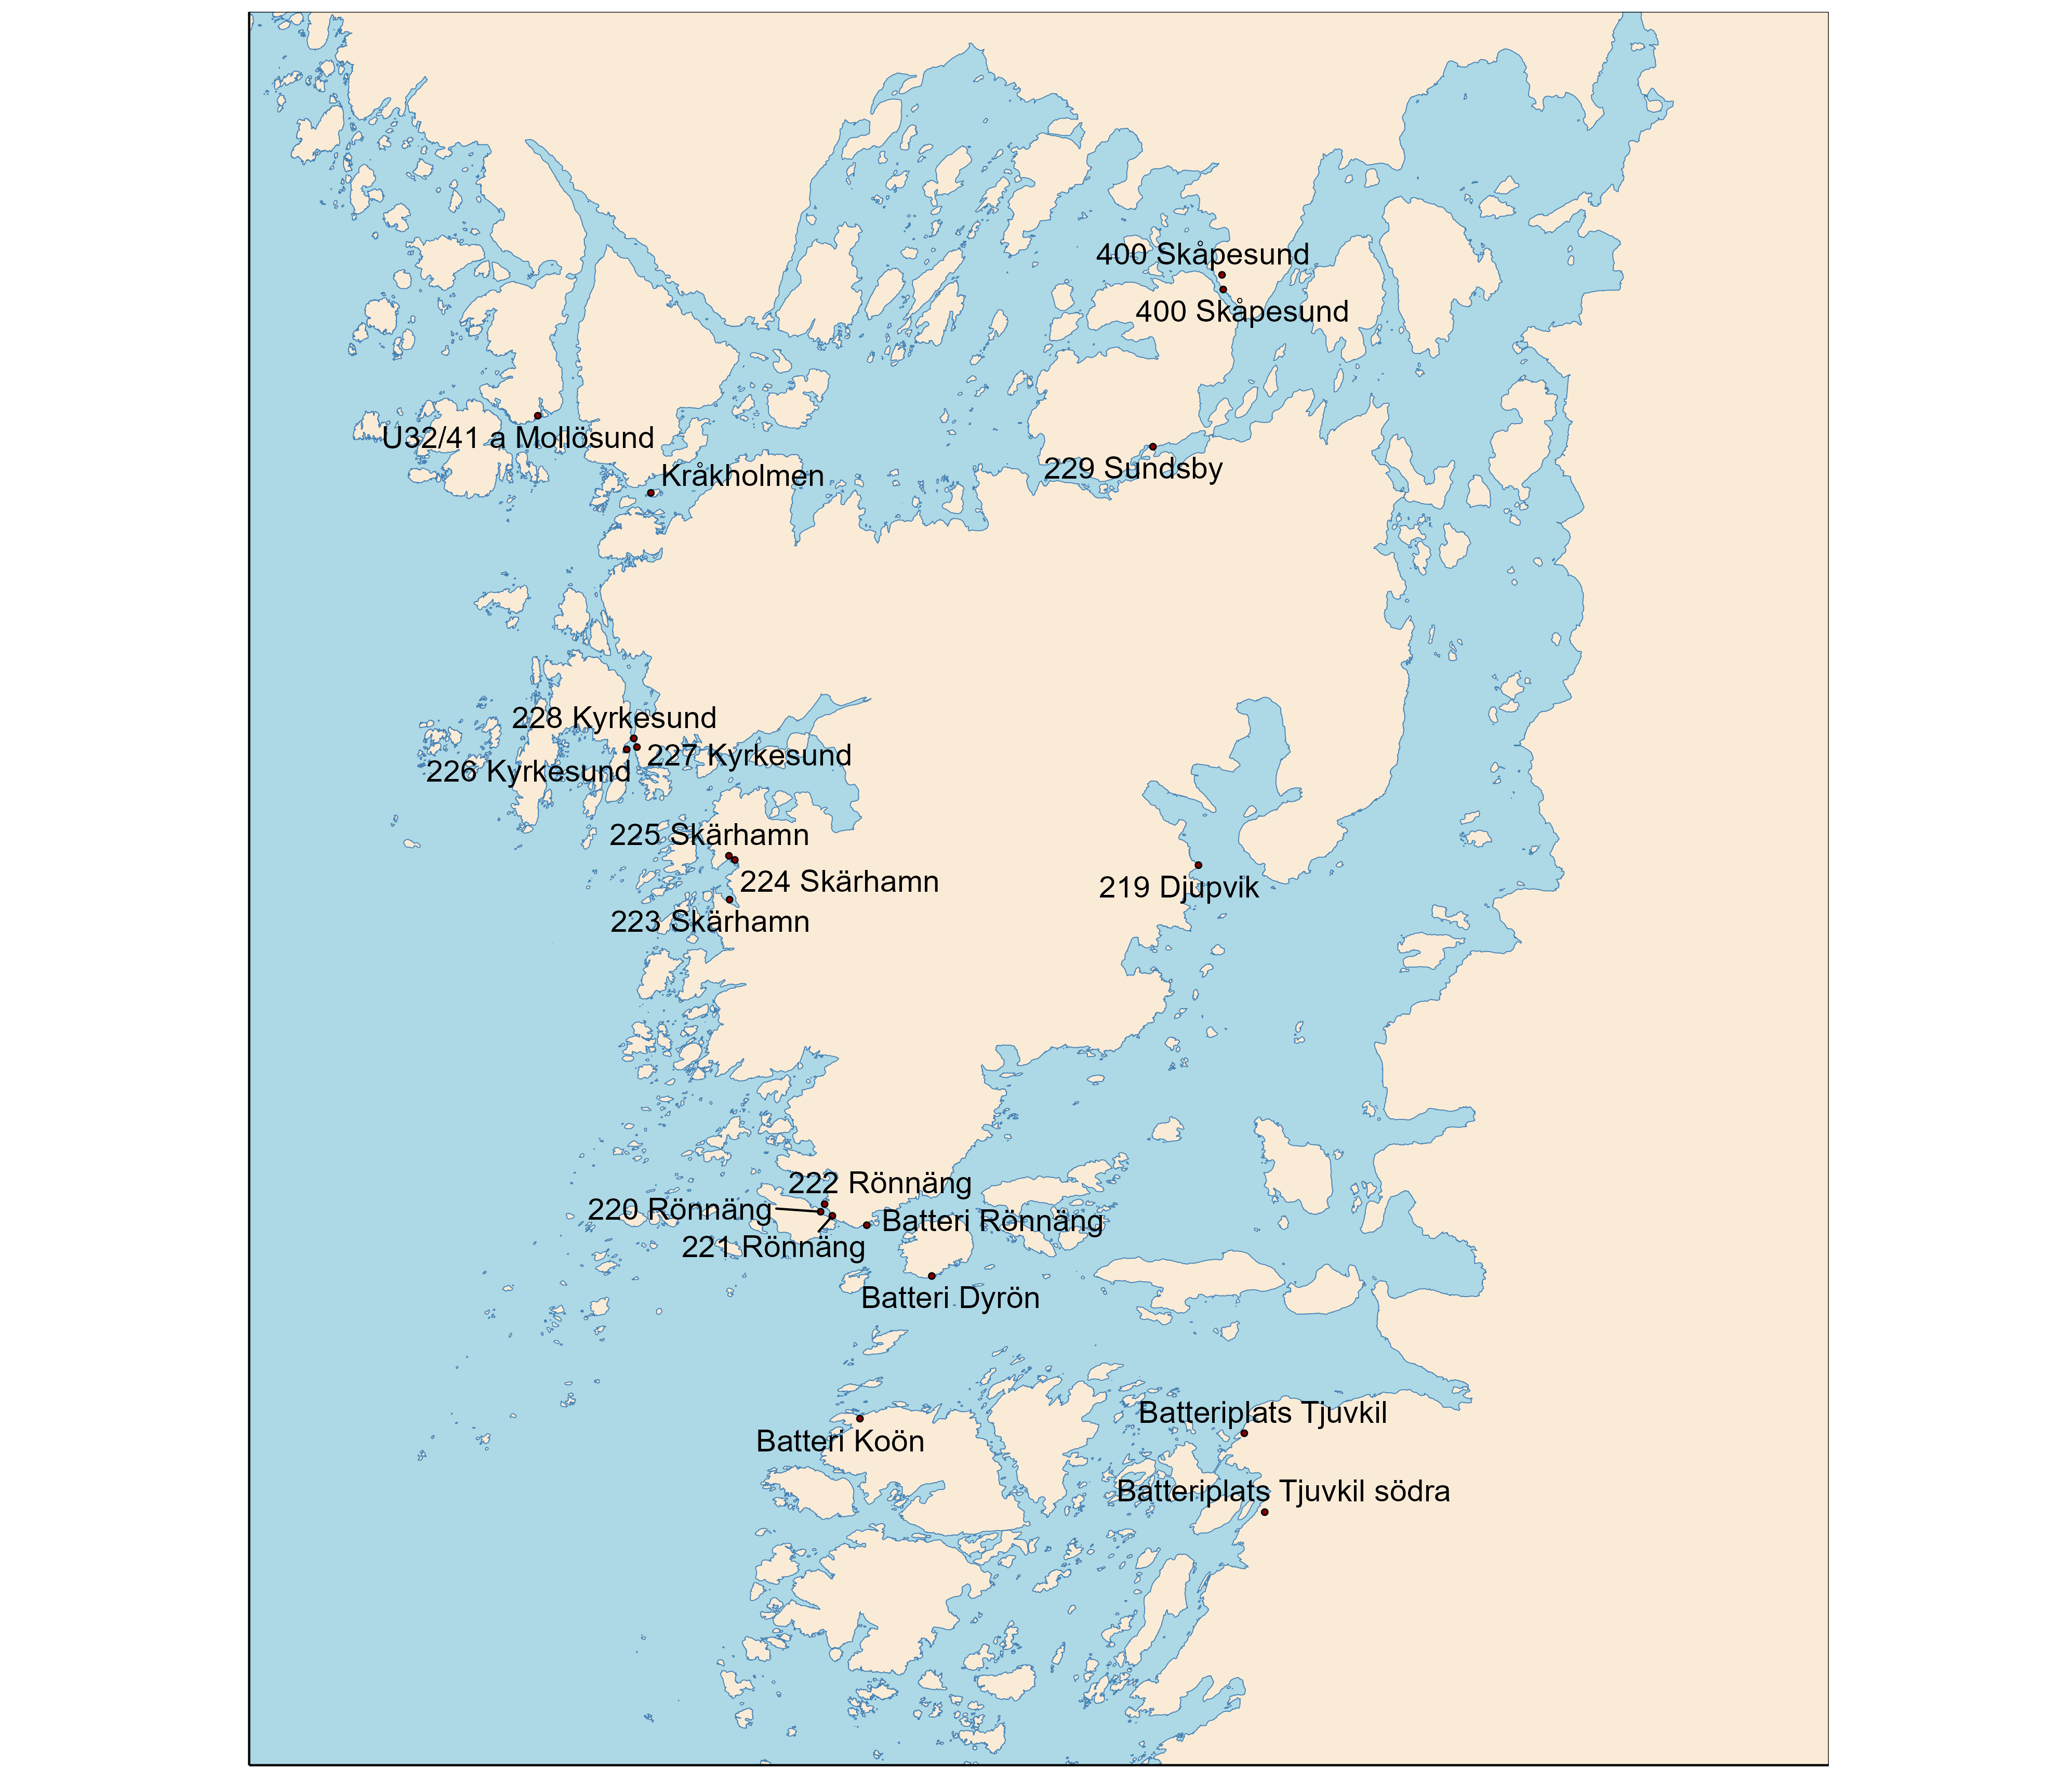 400 Skåpesund
400 Skåpesund
U32/41 a Mollösund
229 Sundsby
Kråkholmen
228 Kyrkesund
227 Kyrkesund
226 Kyrkesund
225 Skärhamn
224 Skärhamn
219 Djupvik
223 Skärhamn
222 Rönnäng
220 Rönnäng
Batteri Rönnäng
221 Rönnäng
Batteri Dyrön
Batteriplats Tjuvkil
Batteri Koön
Batteriplats Tjuvkil södra